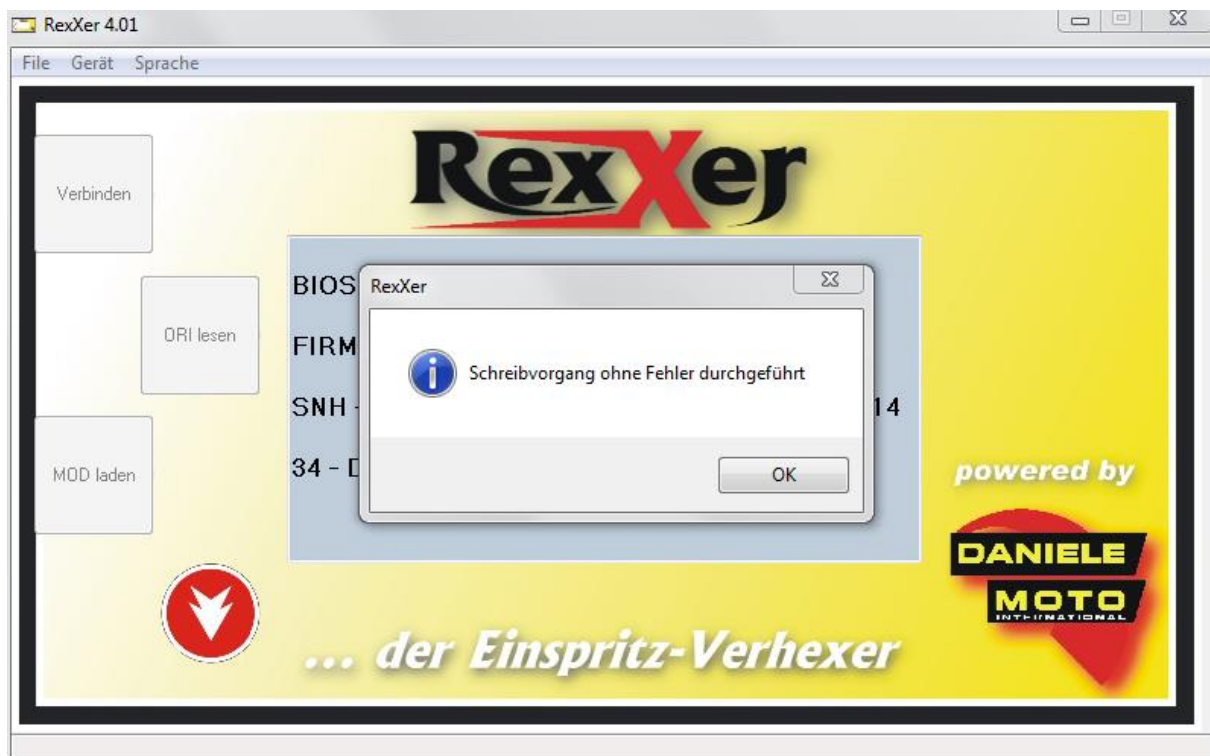 RexXer 4.01
File Gerät Sprache
RexXer
Verbinden
BIOS
RexXer
ORI lesen
FIRM
Schreibvorgang ohne Fehler durchgeführt
SNH - 14
MOD laden
34 - D
OK
powered by
DANIELE
MOTO
INTERNATIONAL
... der Einspritz-Verhexer